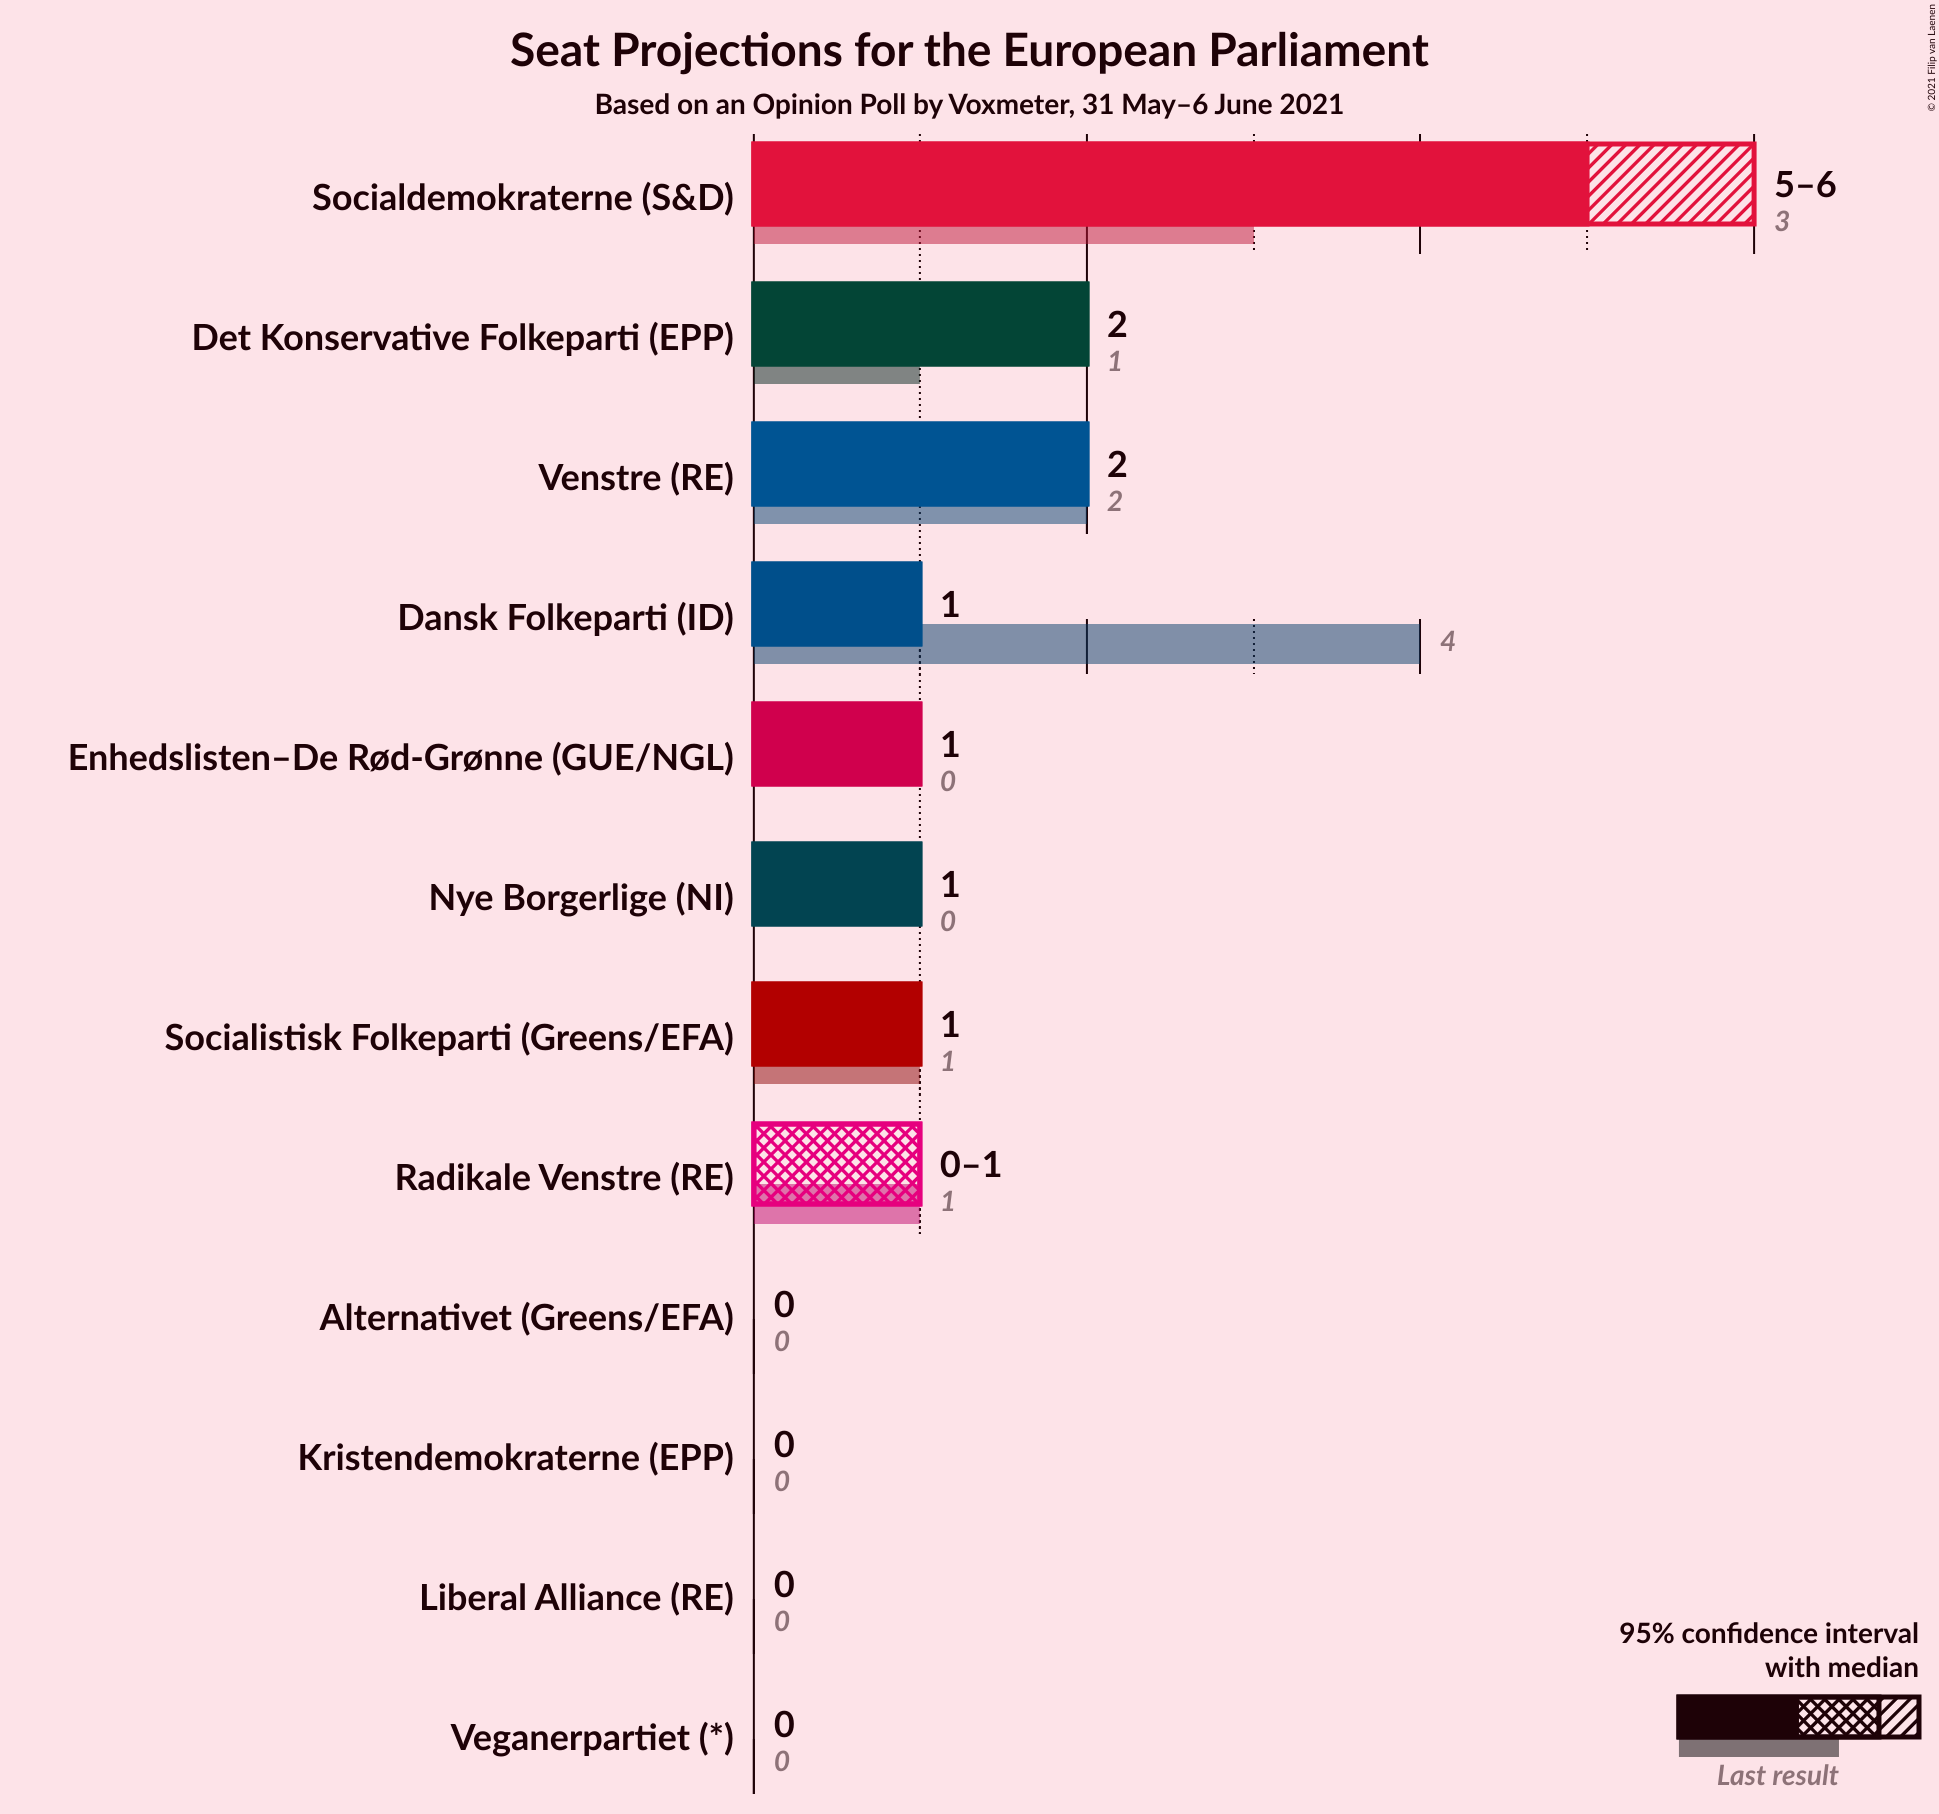 Seat Projections for the European Parliament
Based on an Opinion Poll by Voxmeter, 31 May–6 June 2021
© 2021 Filip van Laenen
Socialdemokraterne (S&D)
5–6
3
Det Konservative Folkeparti (EPP)
2
1
Venstre (RE)
2
2
Dansk Folkeparti (ID)
1
4
Enhedslisten–De Rød-Grønne (GUE/NGL)
1
0
Nye Borgerlige (NI)
1
0
Socialistisk Folkeparti (Greens/EFA)
1
1
Radikale Venstre (RE)
0–1
1
Alternativet (Greens/EFA)
0
0
Kristendemokraterne (EPP)
0
0
Liberal Alliance (RE)
0
0
Veganerpartiet (*)
0
0
95% confidence interval
with median
Last result